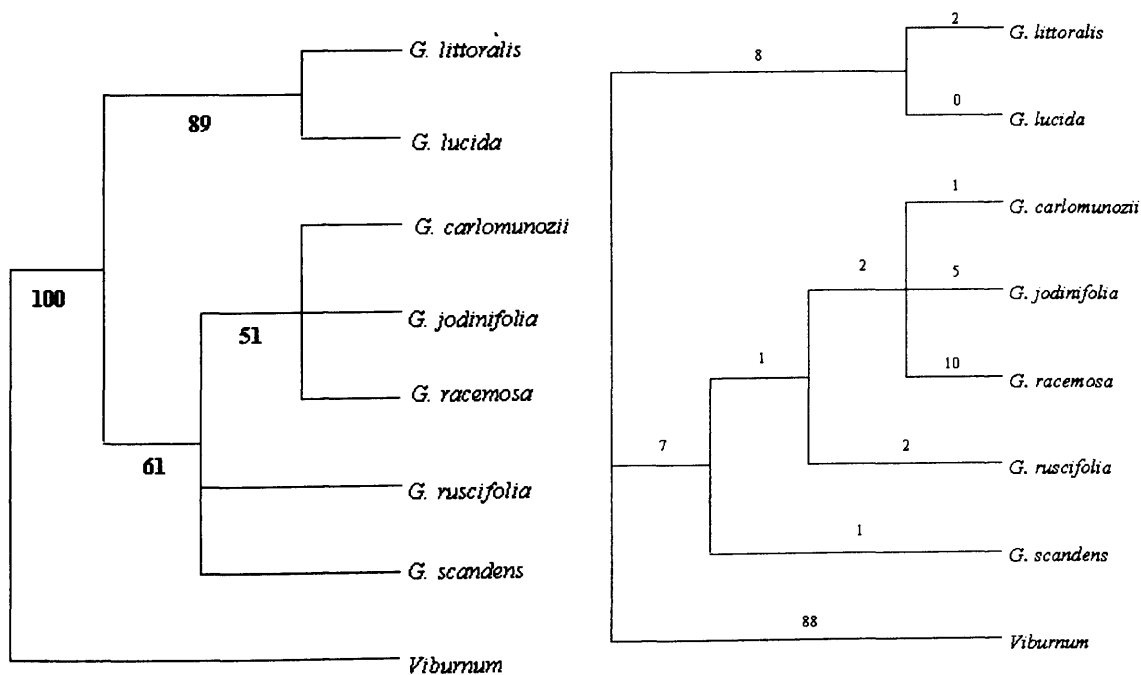 G. littoralis
89
G. lucida
G. carlomunozii
100
51
G. jodinifolia
G. racemosa
61
G. ruscifolia
G. scandens
Viburnum
2
G. littoralis
8
0
G. lucida
1
G. carlomunozii
2
5
G. jodinifolia
1
10
G. racemosa
7
2
G. ruscifolia
1
G. scandens
88
Viburnum